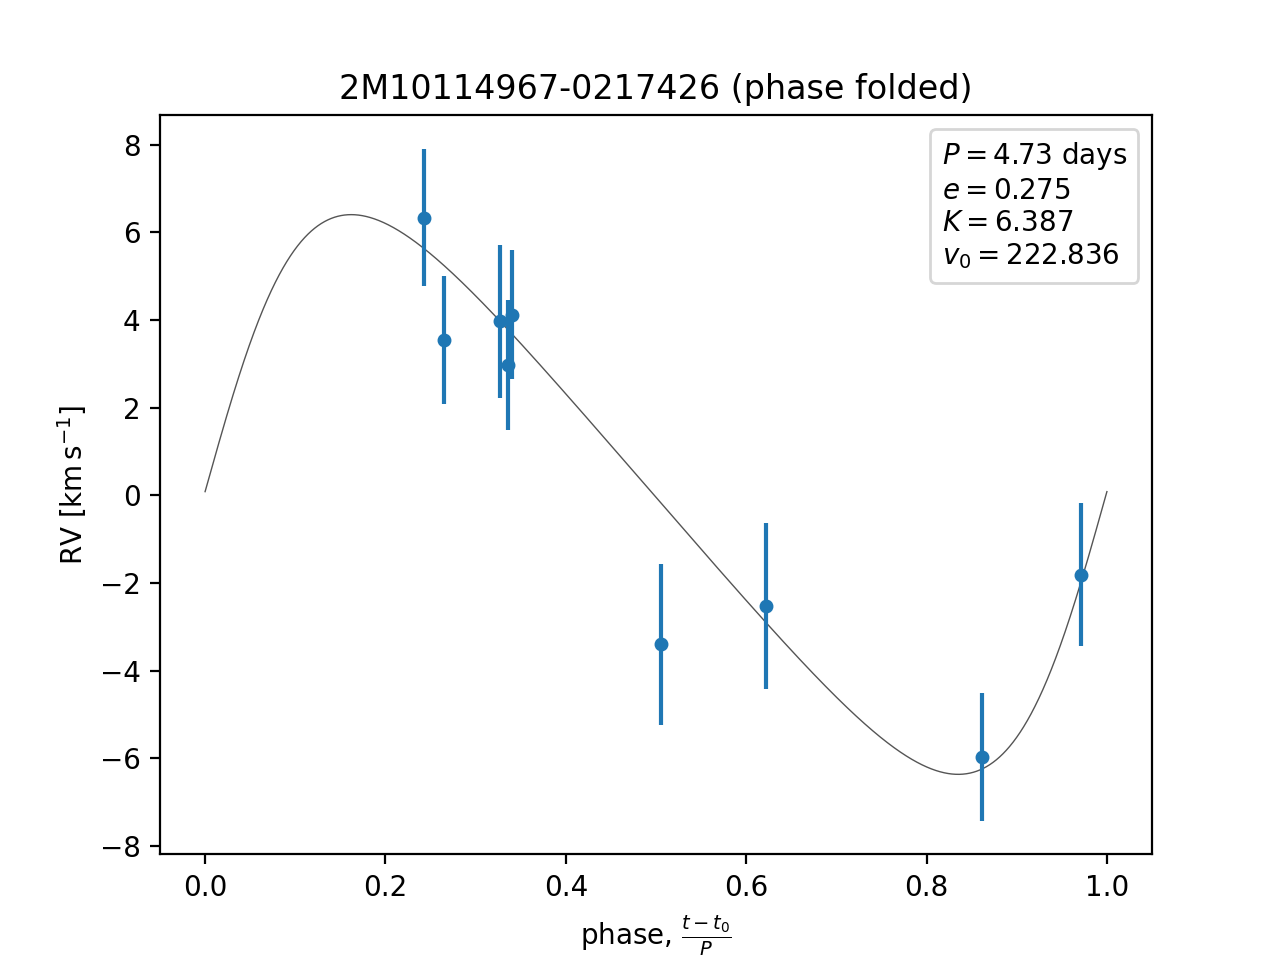 2M10114967-0217426 (phase folded)
P = 4.73 days
e = 0.275
K = 6.387
v₀ = 222.836
8
6
4
2
0
−2
−4
−6
−8
RV [km s⁻¹]
0.0 0.2 0.4 0.6 0.8 1.0
phase, (t − t₀)/P